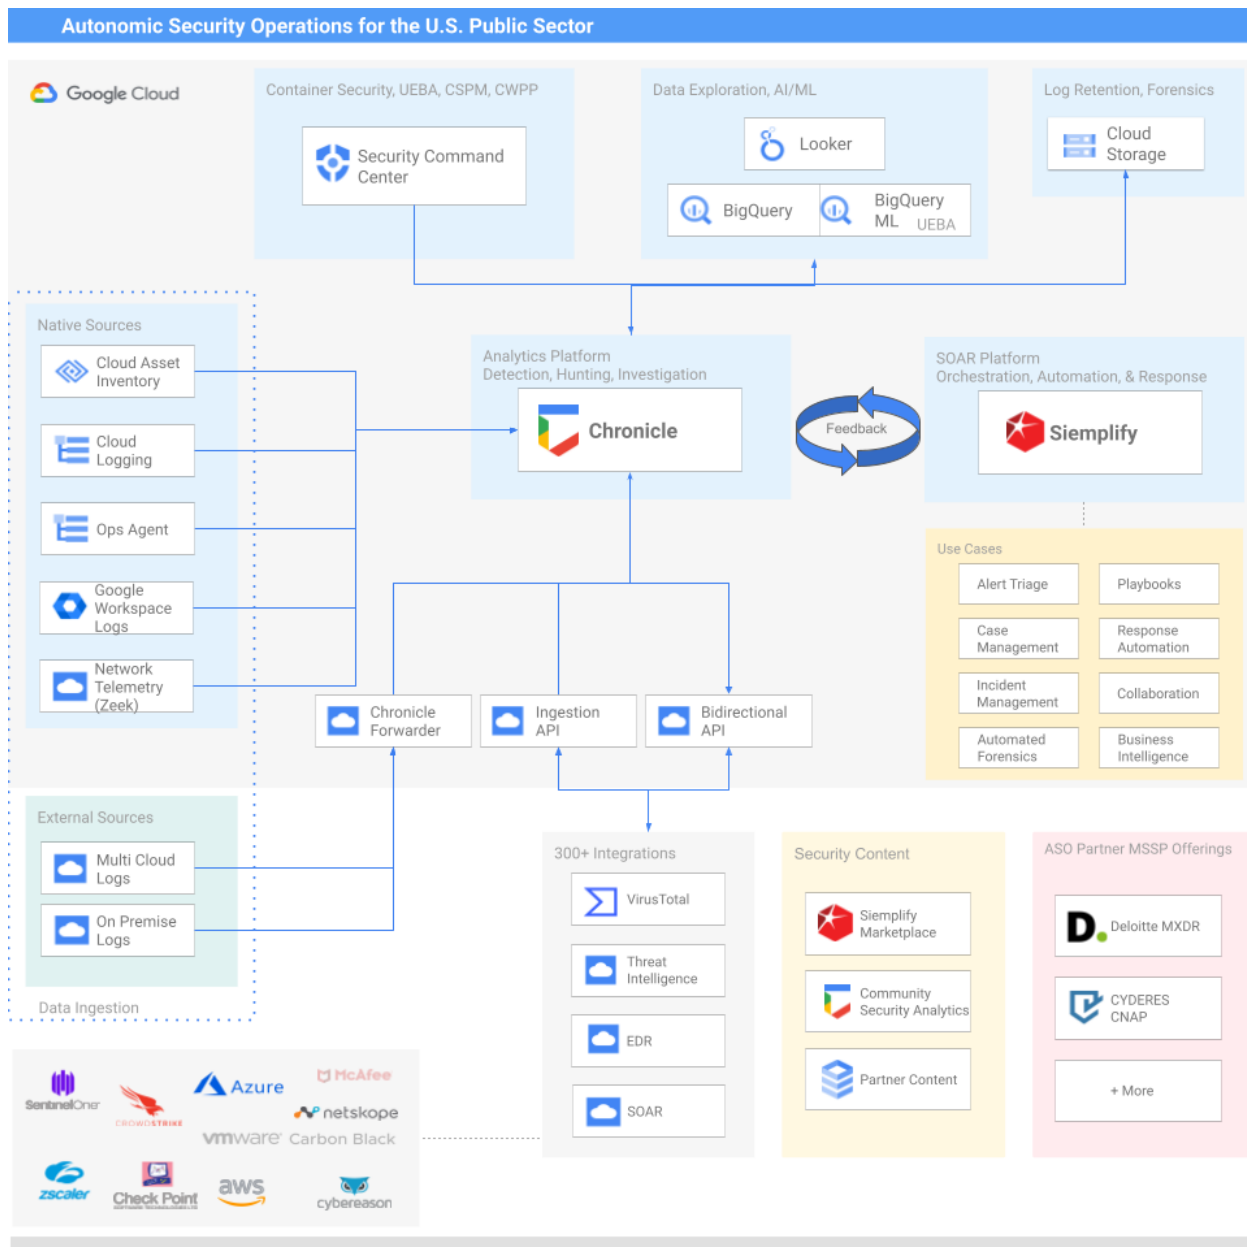 Autonomic Security Operations for the U.S. Public Sector
Google Cloud
Container Security, UEBA, CSPM, CWPP
Security Command
Center
Data Exploration, AI/ML
Looker
BigQuery
BigQuery
ML UEBA
Log Retention, Forensics
Cloud
Storage
Native Sources
Cloud Asset
Inventory
Cloud
Logging
Ops Agent
Google
Workspace
Logs
Network
Telemetry
(Zeek)
Analytics Platform
Detection, Hunting, Investigation
Chronicle
Feedback
SOAR Platform
Orchestration, Automation, & Response
Siemplify
Use Cases
Alert Triage
Playbooks
Case
Management
Response
Automation
Incident
Management
Collaboration
Automated
Forensics
Business
Intelligence
Chronicle
Forwarder
Ingestion
API
Bidirectional
API
External Sources
Multi Cloud
Logs
On Premise
Logs
Data Ingestion
300+ Integrations
VirusTotal
Threat
Intelligence
EDR
SOAR
Security Content
Siemplify
Marketplace
Community
Security Analytics
Partner Content
ASO Partner MSSP Offerings
D.
Deloitte MXDR
CYDERES
CNAP
+ More
SentinelOne
CROWDSTRIKE
Azure
McAfee
netskope
vmware Carbon Black
zscaler
Check Point
SOFTWARE TECHNOLOGIES LTD
aws
cybereason